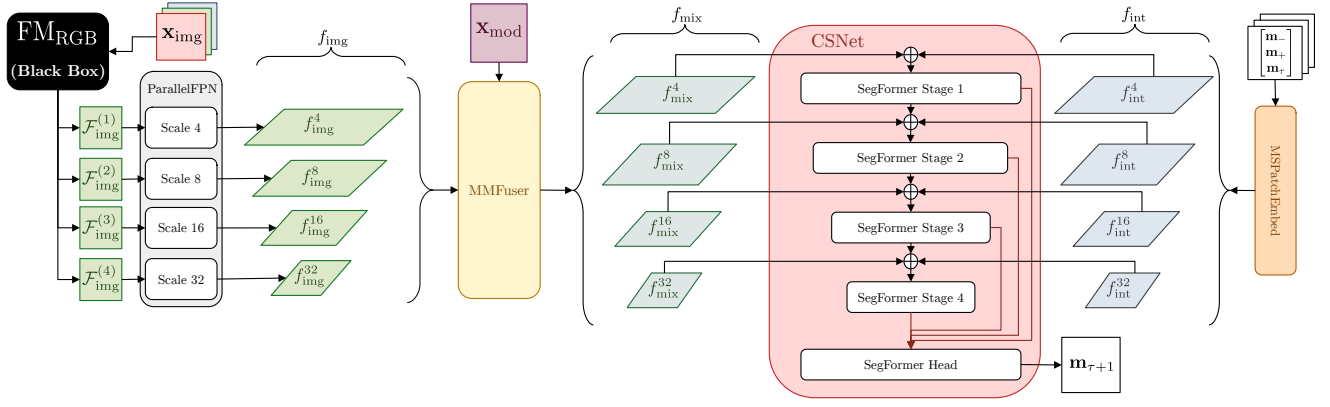 FM_RGB
(Black Box)
x_img
F_img^(1)
F_img^(2)
F_img^(3)
F_img^(4)
ParallelFPN
Scale 4
Scale 8
Scale 16
Scale 32
f_img
f_img^4
f_img^8
f_img^16
f_img^32
x_mod
MMFuser
f_mix
f_mix^4
f_mix^8
f_mix^16
f_mix^32
CSNet
⊕
SegFormer Stage 1
⊕
SegFormer Stage 2
⊕
SegFormer Stage 3
⊕
SegFormer Stage 4
SegFormer Head
m_τ+1
f_int
f_int^4
f_int^8
f_int^16
f_int^32
m_−
m_+
m_τ
MSPatchEmbed